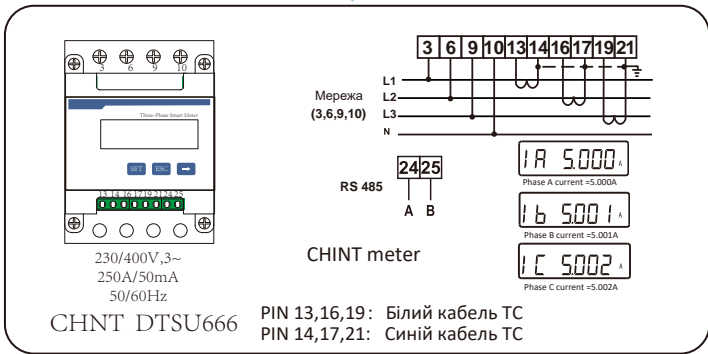 3 6 9 10
Three-Phase Smart Meter
SET ESC →
13 14 16 17 19 21 24 25
230/400V,3~
250A/50mA
50/60Hz
CHNT DTSU666
3 6 9 10 13 14 16 17 19 21
L1
L2
L3
N
Мережа
(3,6,9,10)
24 25
RS 485
A B
CHINT meter
IA 5.000 A
Phase A current =5.000A
Ib 5.001 A
Phase B current =5.001A
IC 5.002 A
Phase C current =5.002A
PIN 13,16,19: Білий кабель ТС
PIN 14,17,21: Синій кабель ТС